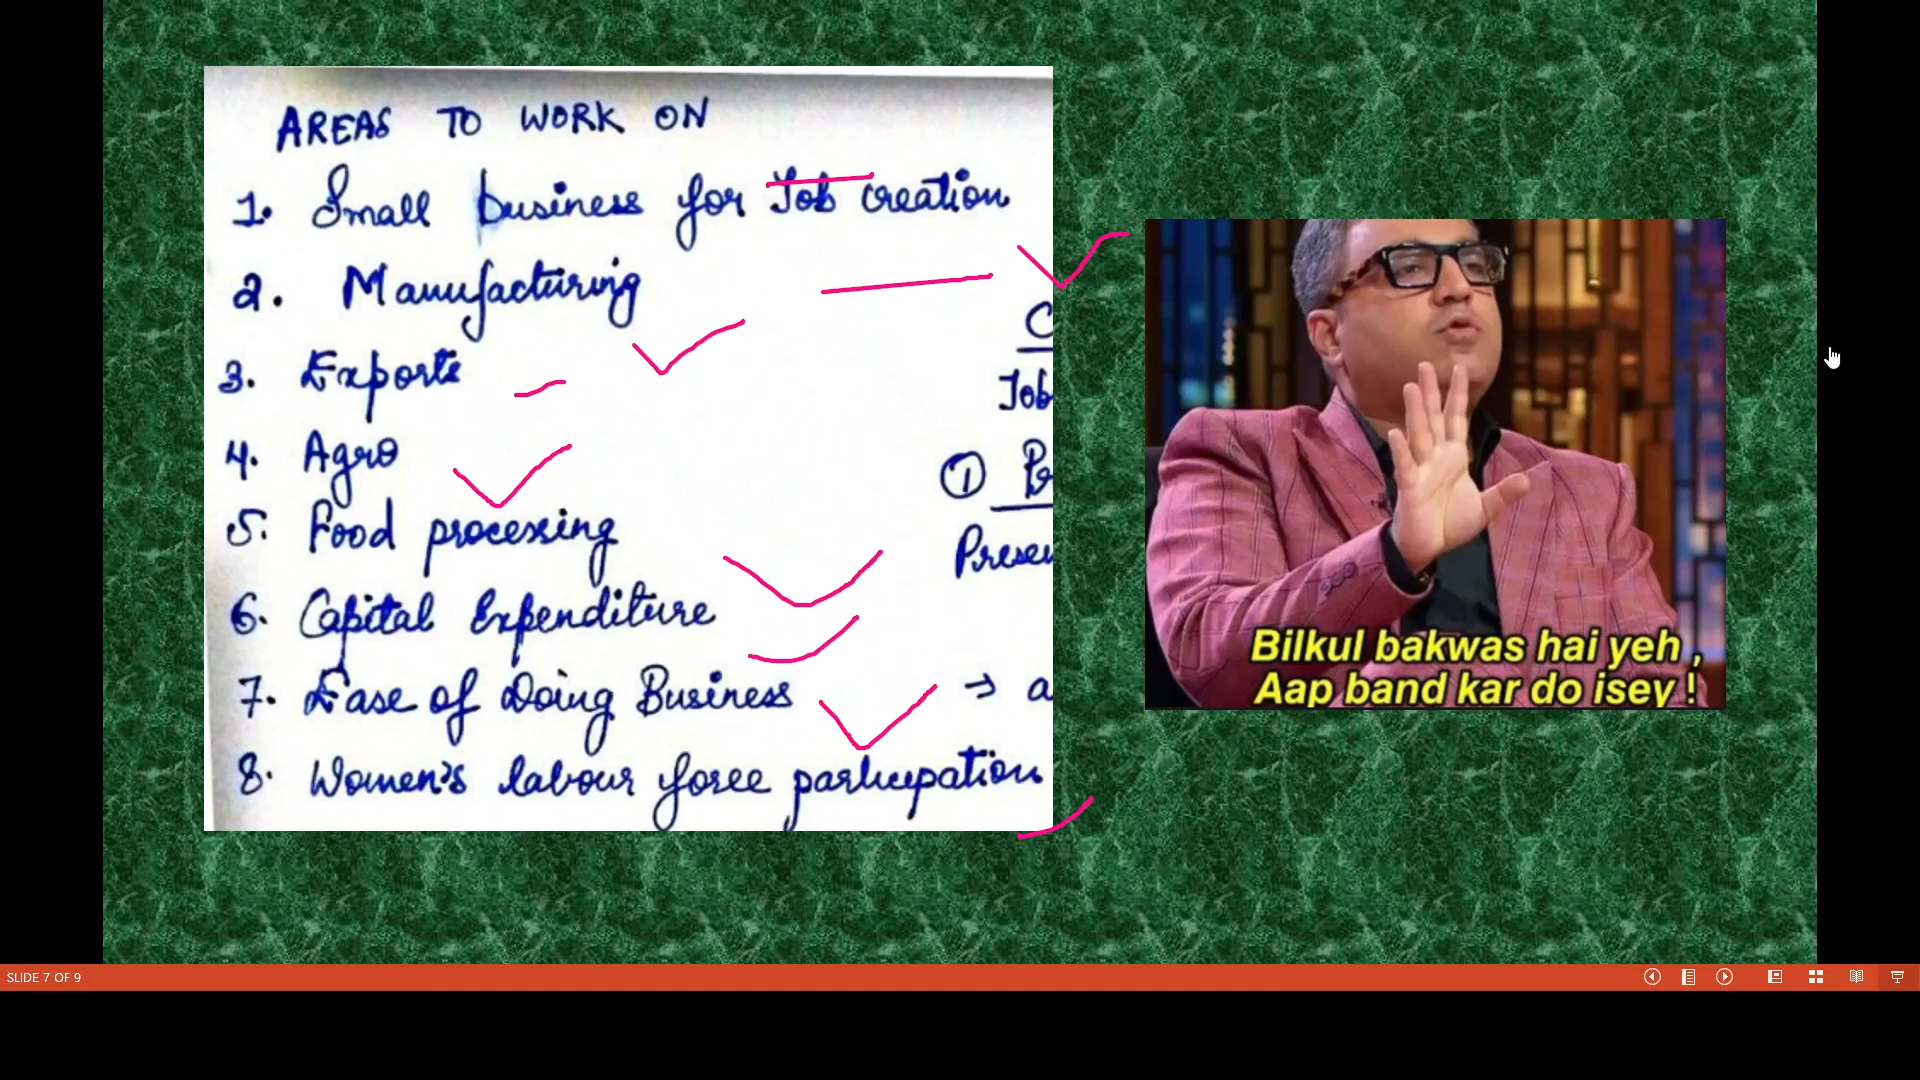 AREAS TO WORK ON
1. Small business for Job creation
2. Manufacturing
3. Exports
4. Agro
5. Food processing
6. Capital Expenditure
7. Ease of Doing Business → a
8. Women's labour force participation
C
Job
①
Presen
Bilkul bakwas hai yeh ,
Aap band kar do isey !
SLIDE 7 OF 9